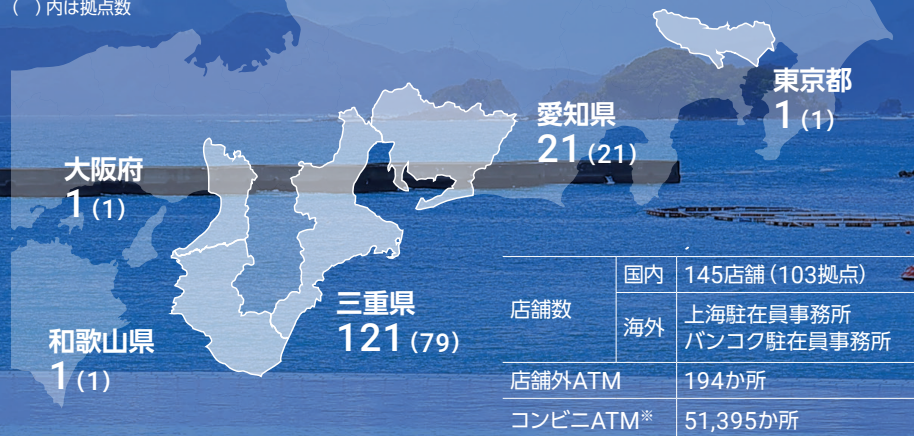 ( )内は拠点数
東京都
1(1)
愛知県
21(21)
大阪府
1(1)
三重県
121(79)
和歌山県
1(1)
店舗数 国内 145店舗(103拠点)
海外 上海駐在員事務所
バンコク駐在員事務所
店舗外ATM 194か所
コンビニATM※ 51,395か所